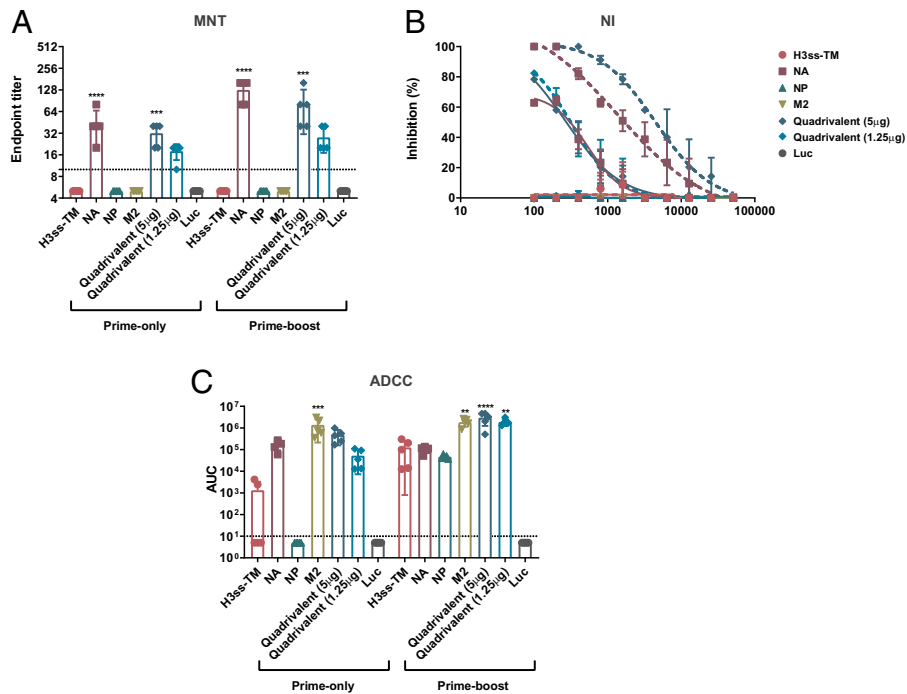 A
MNT
Endpoint titer
512
256
128
64
32
16
8
4
****
***
****
***
H3ss-TM
NA
NP
M2
Quadrivalent (5µg)
Quadrivalent (1.25µg)
Luc
H3ss-TM
NA
NP
M2
Quadrivalent (5µg)
Quadrivalent (1.25µg)
Luc
Prime-only
Prime-boost
B
NI
Inhibition (%)
100
80
60
40
20
0
10
100
1000
10000
100000
H3ss-TM
NA
NP
M2
Quadrivalent (5µg)
Quadrivalent (1.25µg)
Luc
C
ADCC
AUC
10⁷
10⁶
10⁵
10⁴
10³
10²
10¹
10⁰
***
**
****
**
H3ss-TM
NA
NP
M2
Quadrivalent (5µg)
Quadrivalent (1.25µg)
Luc
H3ss-TM
NA
NP
M2
Quadrivalent (5µg)
Quadrivalent (1.25µg)
Luc
Prime-only
Prime-boost